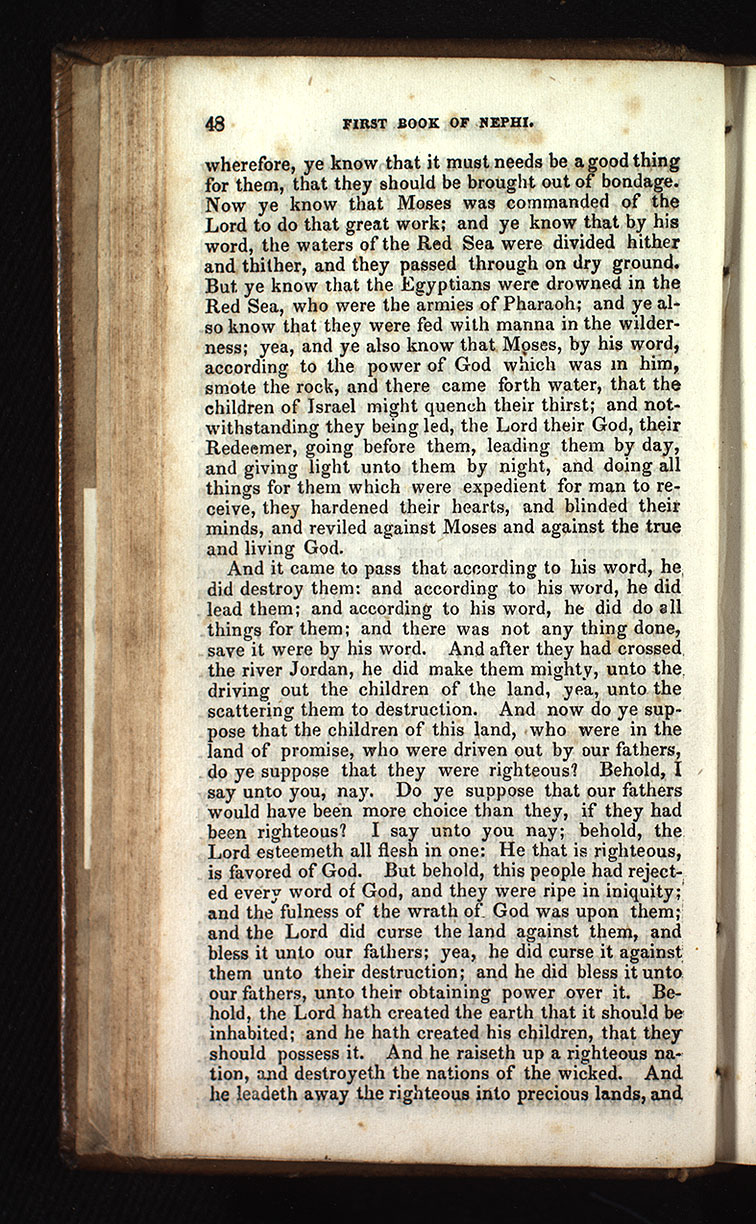 48 FIRST BOOK OF NEPHI.
wherefore, ye know that it must needs be a good thing
for them, that they should be brought out of bondage.
Now ye know that Moses was commanded of the
Lord to do that great work; and ye know that by his
word, the waters of the Red Sea were divided hither
and thither, and they passed through on dry ground.
But ye know that the Egyptians were drowned in the
Red Sea, who were the armies of Pharaoh; and ye al-
so know that they were fed with manna in the wilder-
ness; yea, and ye also know that Moses, by his word,
according to the power of God which was in him,
smote the rock, and there came forth water, that the
children of Israel might quench their thirst; and not-
withstanding they being led, the Lord their God, their
Redeemer, going before them, leading them by day,
and giving light unto them by night, and doing all
things for them which were expedient for man to re-
ceive, they hardened their hearts, and blinded their
minds, and reviled against Moses and against the true
and living God.
And it came to pass that according to his word, he
did destroy them: and according to his word, he did
lead them; and according to his word, he did do all
things for them; and there was not any thing done,
save it were by his word. And after they had crossed
the river Jordan, he did make them mighty, unto the
driving out the children of the land, yea, unto the
scattering them to destruction. And now do ye sup-
pose that the children of this land, who were in the
land of promise, who were driven out by our fathers,
do ye suppose that they were righteous? Behold, I
say unto you, nay. Do ye suppose that our fathers
would have been more choice than they, if they had
been righteous? I say unto you nay; behold, the
Lord esteemeth all flesh in one: He that is righteous,
is favored of God. But behold, this people had reject-
ed every word of God, and they were ripe in iniquity;
and the fulness of the wrath of God was upon them;
and the Lord did curse the land against them, and
bless it unto our fathers; yea, he did curse it against
them unto their destruction; and he did bless it unto
our fathers, unto their obtaining power over it. Be-
hold, the Lord hath created the earth that it should be
inhabited; and he hath created his children, that they
should possess it. And he raiseth up a righteous na-
tion, and destroyeth the nations of the wicked. And
he leadeth away the righteous into precious lands, and